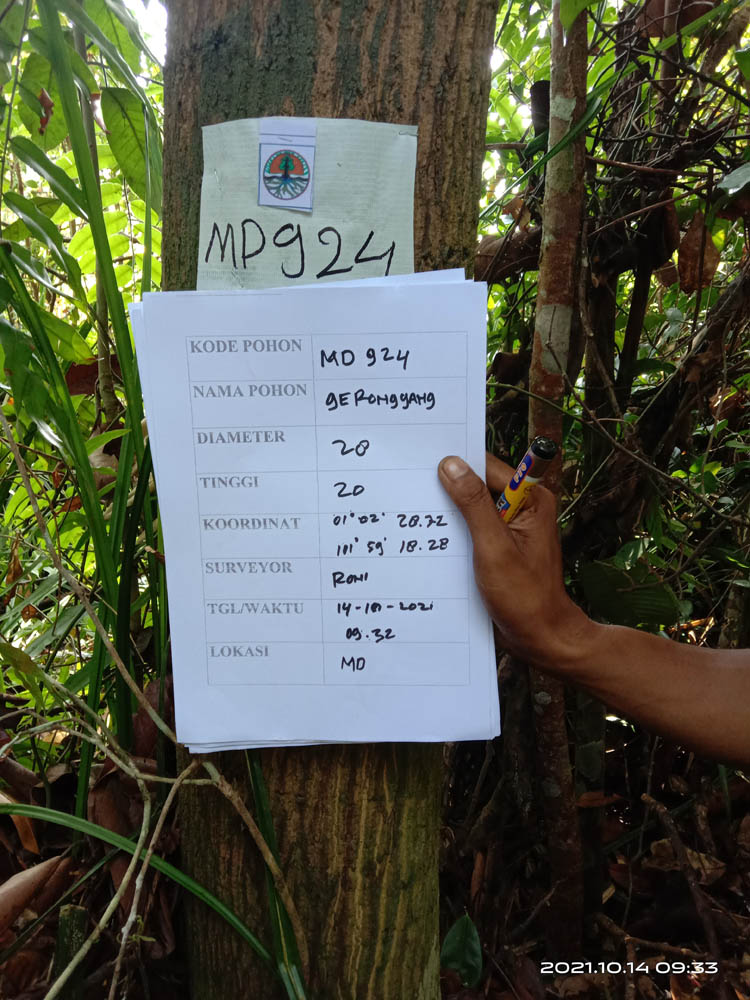 MD924
KODE POHON MD 924
NAMA POHON gERONggANg
DIAMETER 28
TINGGI 20
KOORDINAT 01° 02' 28.72
101° 59' 18.28
SURVEYOR RONI
TGL/WAKTU 14-10-2021
09.32
LOKASI MD
2021.10.14 09:33